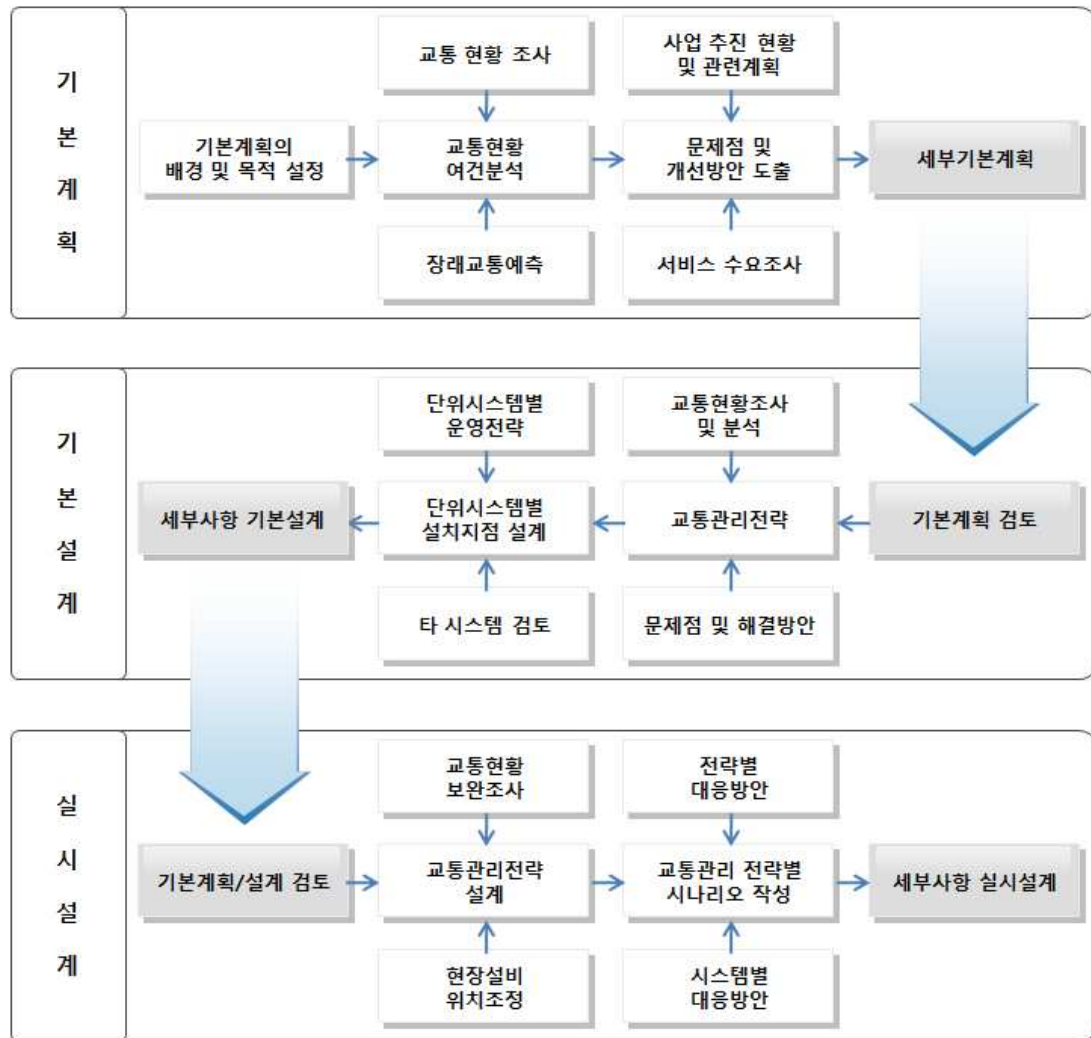 기본계획
교통 현황 조사
사업 추진 현황
및 관련계획
기본계획의
배경 및 목적 설정
교통현황
여건분석
문제점 및
개선방안 도출
세부기본계획
장래교통예측
서비스 수요조사
기본설계
단위시스템별
운영전략
교통현황조사
및 분석
세부사항 기본설계
단위시스템별
설치지점 설계
교통관리전략
기본계획 검토
타 시스템 검토
문제점 및 해결방안
실시설계
교통현황
보완조사
전략별
대응방안
기본계획/설계 검토
교통관리전략
설계
교통관리 전략별
시나리오 작성
세부사항 실시설계
현장설비
위치조정
시스템별
대응방안